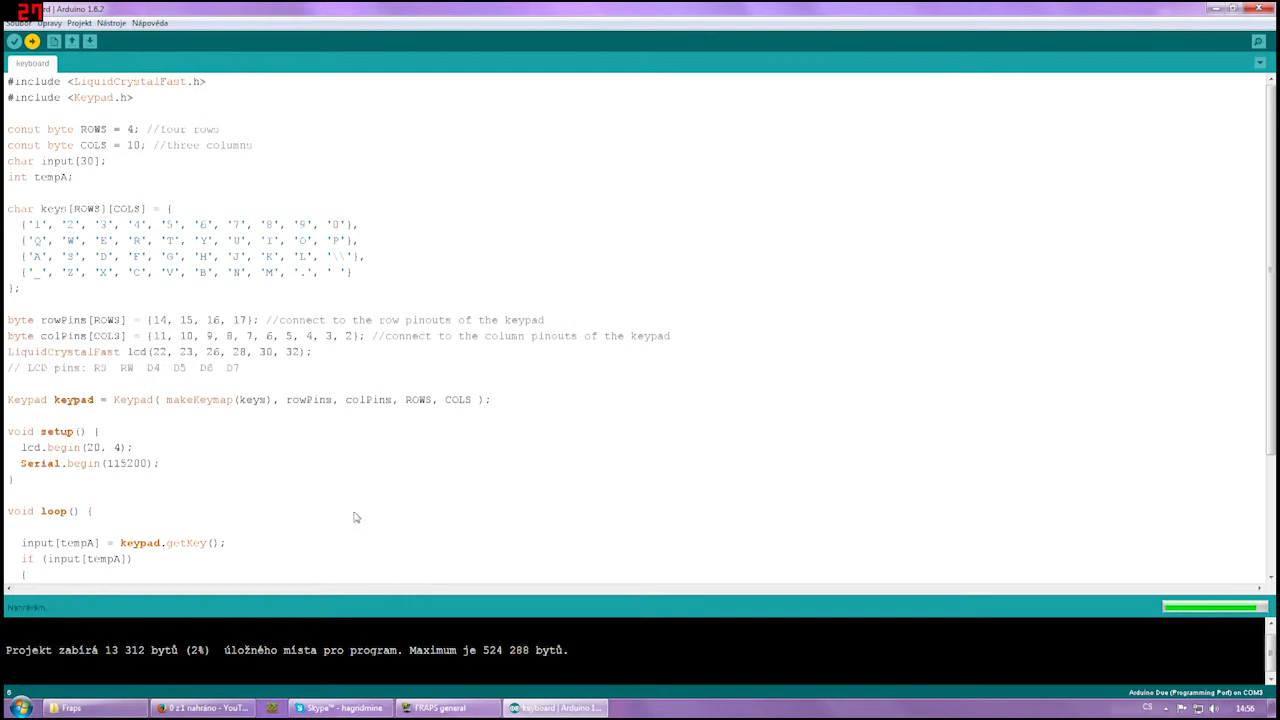 27
board | Arduino 1.6.2
Soubor Úpravy Projekt Nástroje Nápověda
keyboard
#include <LiquidCrystalFast.h>
#include <Keypad.h>
const byte ROWS = 4; //four rows
const byte COLS = 10; //three columns
char input[30];
int tempA;
char keys[ROWS][COLS] = {
{'1', '2', '3', '4', '5', '6', '7', '8', '9', '0'},
{'Q', 'W', 'E', 'R', 'T', 'Y', 'U', 'I', 'O', 'P'},
{'A', 'S', 'D', 'F', 'G', 'H', 'J', 'K', 'L', '\\'},
{'_', 'Z', 'X', 'C', 'V', 'B', 'N', 'M', '.', ' '}
};
byte rowPins[ROWS] = {14, 15, 16, 17}; //connect to the row pinouts of the keypad
byte colPins[COLS] = {11, 10, 9, 8, 7, 6, 5, 4, 3, 2}; //connect to the column pinouts of the keypad
LiquidCrystalFast lcd(22, 23, 26, 28, 30, 32);
// LCD pins: RS RW D4 D5 D6 D7
Keypad keypad = Keypad( makeKeymap(keys), rowPins, colPins, ROWS, COLS );
void setup() {
lcd.begin(20, 4);
Serial.begin(115200);
}
void loop() {
input[tempA] = keypad.getKey();
if (input[tempA])
{
Nahrávám...
Projekt zabírá 13 312 bytů (2%) úložného místa pro program. Maximum je 524 288 bytů.
6 Arduino Due (Programming Port) on COM3
Fraps 0 z 1 nahráno - YouT... Skype™ - hagridmine FRAPS general keyboard | Arduino 1... CS 14:56